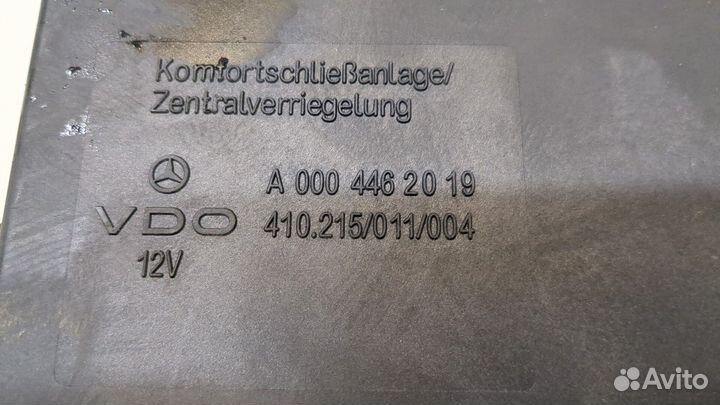 Komfortschließanlage/
Zentralverriegelung
A 000 446 20 19
VDO 410.215/011/004
12V
Avito